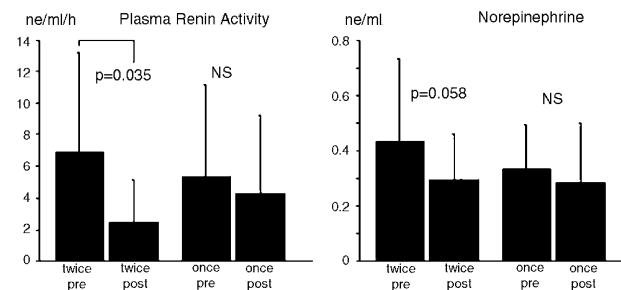 ne/ml/h Plasma Renin Activity
14
12
10
8
6
4
2
0
p=0.035
NS
twice pre
twice post
once pre
once post
ne/ml Norepinephrine
0.8
0.6
0.4
0.2
0
p=0.058
NS
twice pre
twice post
once pre
once post